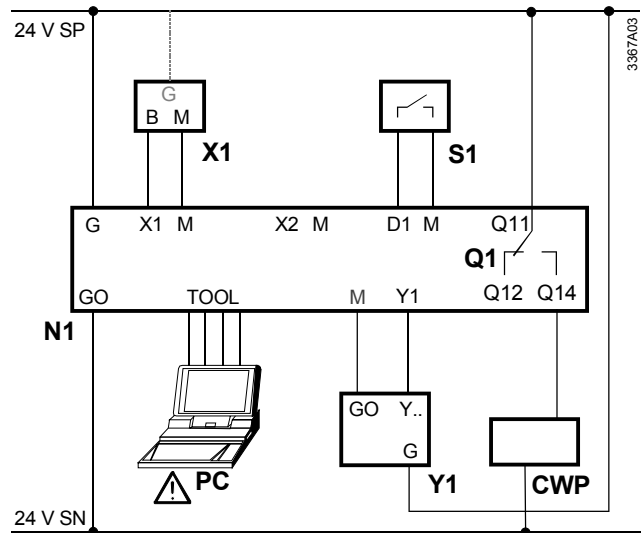 24 V SP
3367A03
G
B M
X1
S1
G X1 M X2 M D1 M Q11
Q1
GO TOOL M Y1 Q12 Q14
N1
GO Y..
G
PC
Y1
CWP
24 V SN